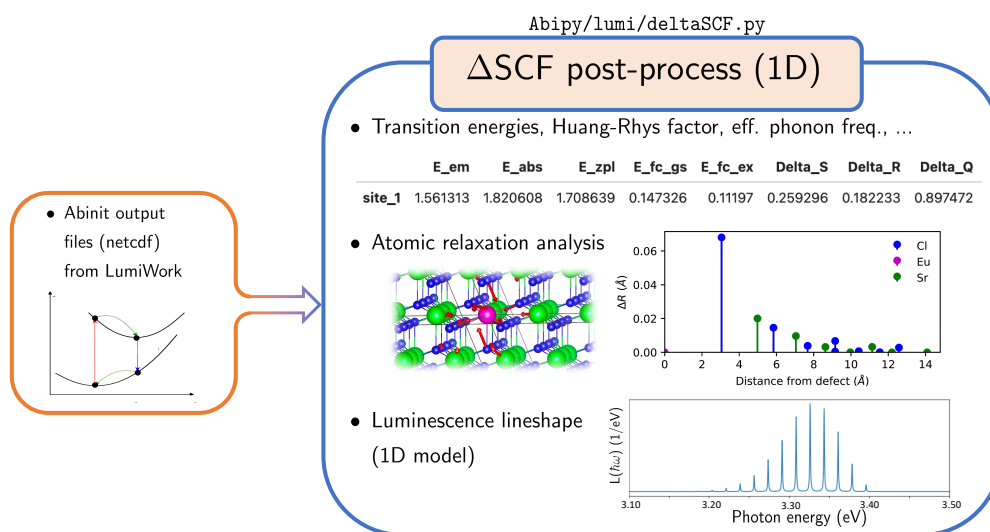 Abipy/lumi/deltaSCF.py
ΔSCF post-process (1D)
• Transition energies, Huang-Rhys factor, eff. phonon freq., ...
E_em E_abs E_zpl E_fc_gs E_fc_ex Delta_S Delta_R Delta_Q
site_1 1.561313 1.820608 1.708639 0.147326 0.11197 0.259296 0.182233 0.897472
• Abinit output
files (netcdf)
from LumiWork
• Atomic relaxation analysis
ΔR (Å)
0.06
0.04
0.02
0.00
Cl
Eu
Sr
0 2 4 6 8 10 12 14
Distance from defect (Å)
• Luminescence lineshape
(1D model)
L(ℏω) (1/eV)
3.10 3.20 3.30 3.40 3.50
Photon energy (eV)